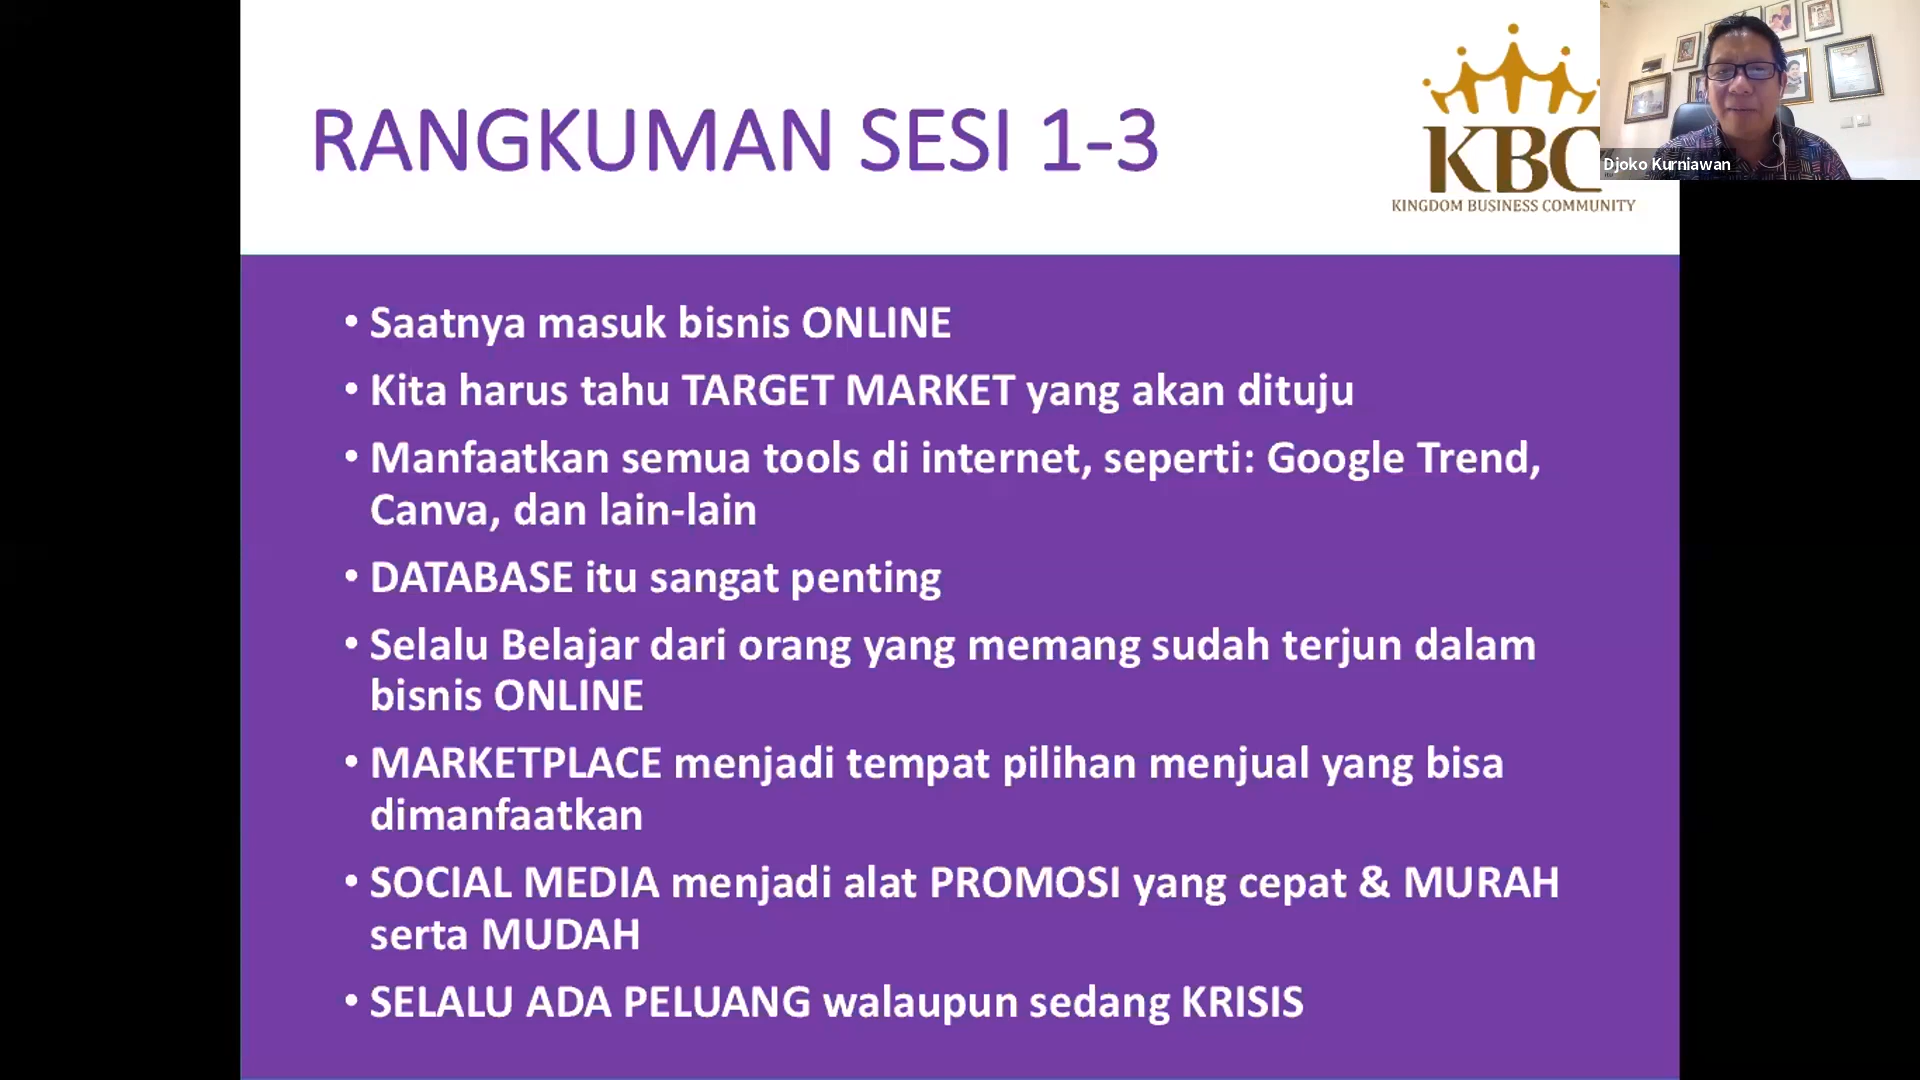 RANGKUMAN SESI 1-3
KBC
KINGDOM BUSINESS COMMUNITY
Djoko Kurniawan
• Saatnya masuk bisnis ONLINE
• Kita harus tahu TARGET MARKET yang akan dituju
• Manfaatkan semua tools di internet, seperti: Google Trend,
Canva, dan lain-lain
• DATABASE itu sangat penting
• Selalu Belajar dari orang yang memang sudah terjun dalam
bisnis ONLINE
• MARKETPLACE menjadi tempat pilihan menjual yang bisa
dimanfaatkan
• SOCIAL MEDIA menjadi alat PROMOSI yang cepat & MURAH
serta MUDAH
• SELALU ADA PELUANG walaupun sedang KRISIS